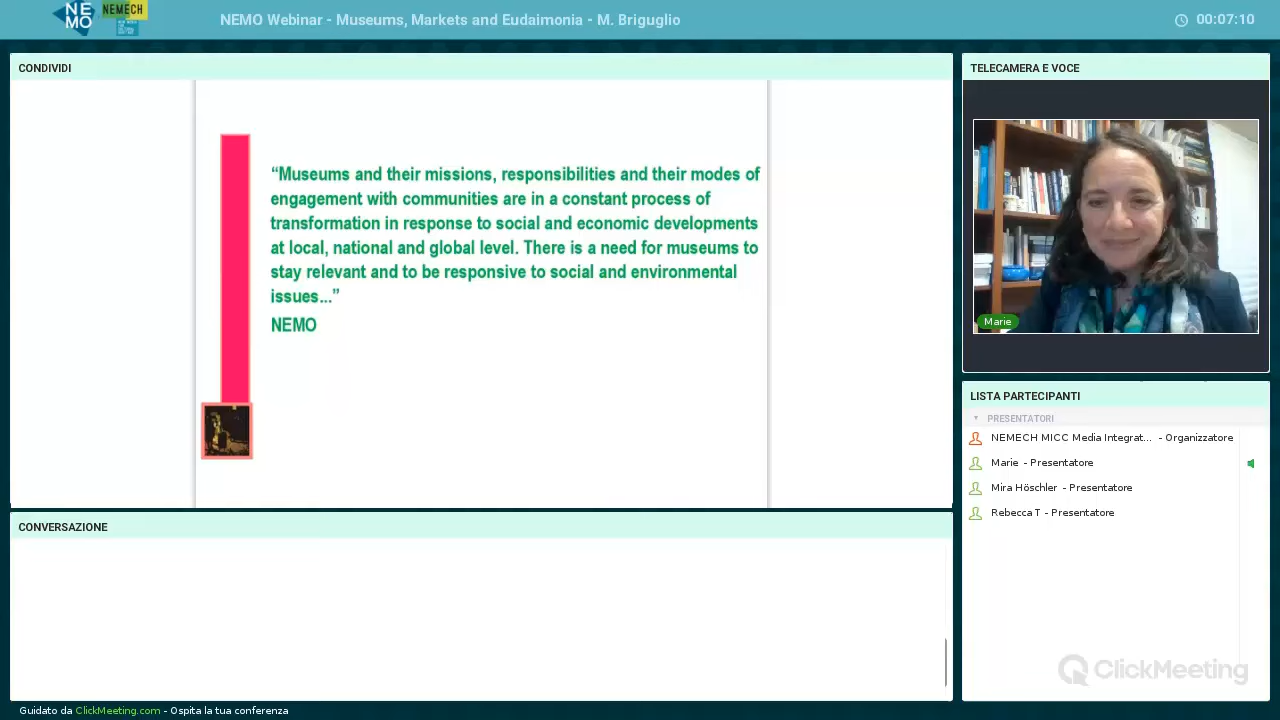 NE
MO
NEMECH
NEMO Webinar - Museums, Markets and Eudaimonia - M. Briguglio
00:07:10
CONDIVIDI
“Museums and their missions, responsibilities and their modes of
engagement with communities are in a constant process of
transformation in response to social and economic developments
at local, national and global level. There is a need for museums to
stay relevant and to be responsive to social and environmental
issues...”
NEMO
TELECAMERA E VOCE
Marie
LISTA PARTECIPANTI
PRESENTATORI
NEMECH MICC Media Integrat... - Organizzatore
Marie - Presentatore
Mira Höschler - Presentatore
Rebecca T - Presentatore
CONVERSAZIONE
ClickMeeting
Guidato da ClickMeeting.com - Ospita la tua conferenza